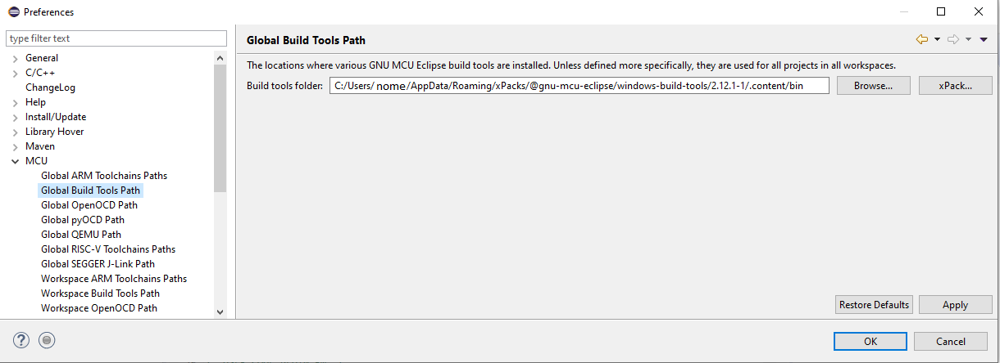 Preferences
type filter text
General
C/C++
ChangeLog
Help
Install/Update
Library Hover
Maven
MCU
Global ARM Toolchains Paths
Global Build Tools Path
Global OpenOCD Path
Global pyOCD Path
Global QEMU Path
Global RISC-V Toolchains Paths
Global SEGGER J-Link Path
Workspace ARM Toolchains Paths
Workspace Build Tools Path
Workspace OpenOCD Path
Global Build Tools Path
The locations where various GNU MCU Eclipse build tools are installed. Unless defined more specifically, they are used for all projects in all workspaces.
Build tools folder: C:/Users/ nome/AppData/Roaming/xPacks/@gnu-mcu-eclipse/windows-build-tools/2.12.1-1/.content/bin Browse... xPack...
Restore Defaults Apply
? OK Cancel